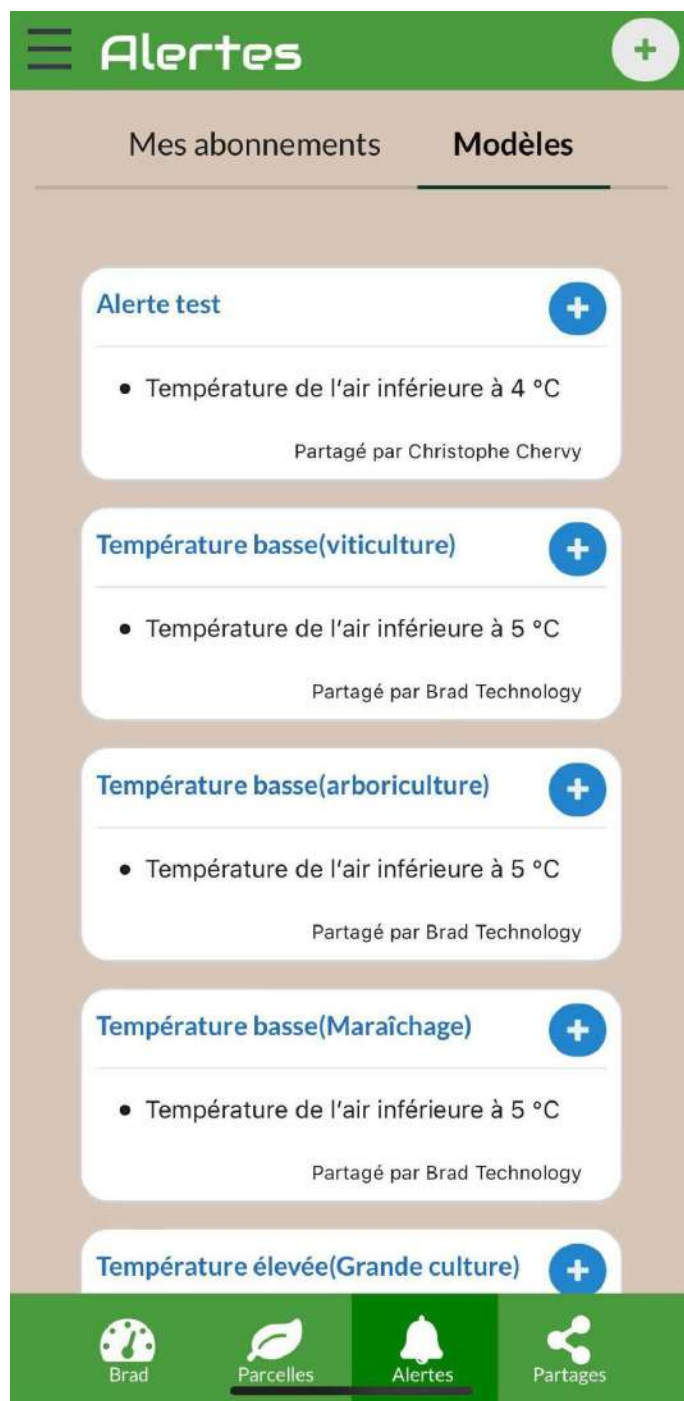 Alertes
Mes abonnements Modèles
Alerte test
Température de l'air inférieure à 4 °C
Partagé par Christophe Chervy
Température basse(viticulture)
Température de l'air inférieure à 5 °C
Partagé par Brad Technology
Température basse(arboriculture)
Température de l'air inférieure à 5 °C
Partagé par Brad Technology
Température basse(Maraîchage)
Température de l'air inférieure à 5 °C
Partagé par Brad Technology
Température élevée(Grande culture)
Brad Parcelles Alertes Partages